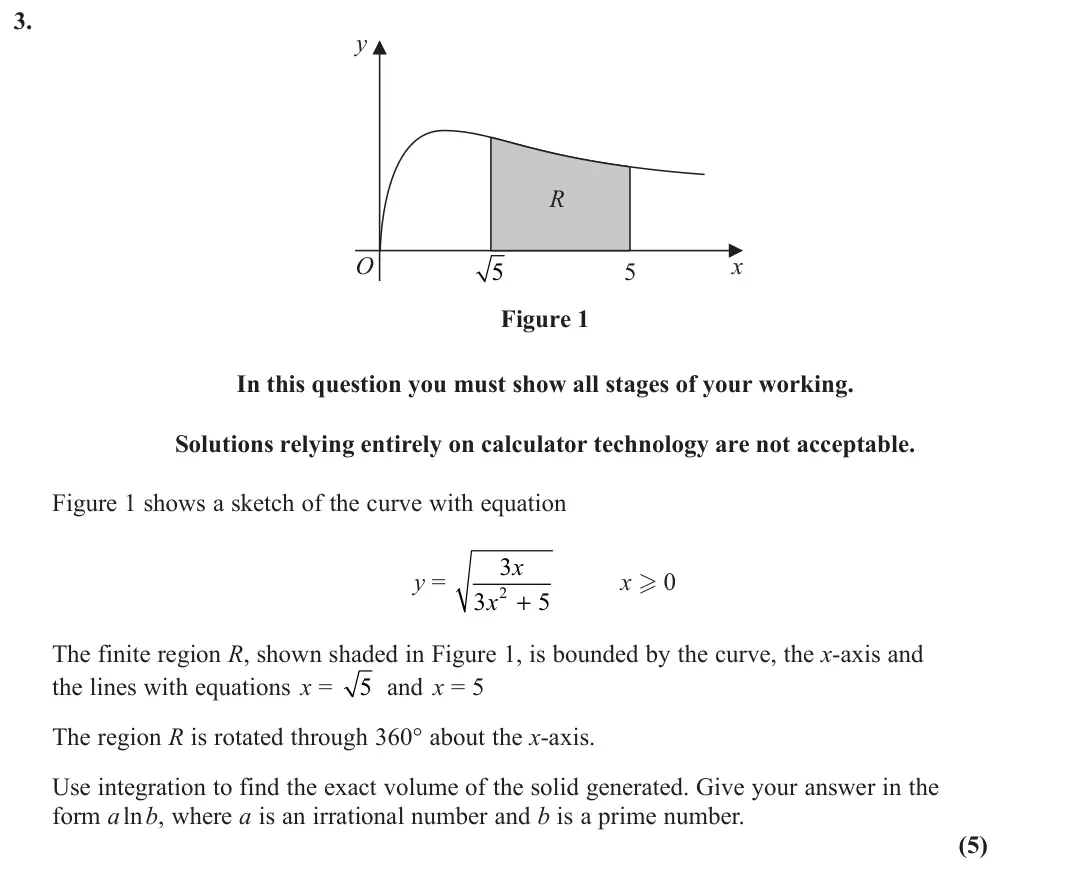 3.
y
R
O
√5
5
x
Figure 1
In this question you must show all stages of your working.
Solutions relying entirely on calculator technology are not acceptable.
Figure 1 shows a sketch of the curve with equation
y = √(3x / (3x² + 5))    x ⩾ 0
The finite region R, shown shaded in Figure 1, is bounded by the curve, the x-axis and
the lines with equations x = √5 and x = 5
The region R is rotated through 360° about the x-axis.
Use integration to find the exact volume of the solid generated. Give your answer in the
form a ln b, where a is an irrational number and b is a prime number.
(5)